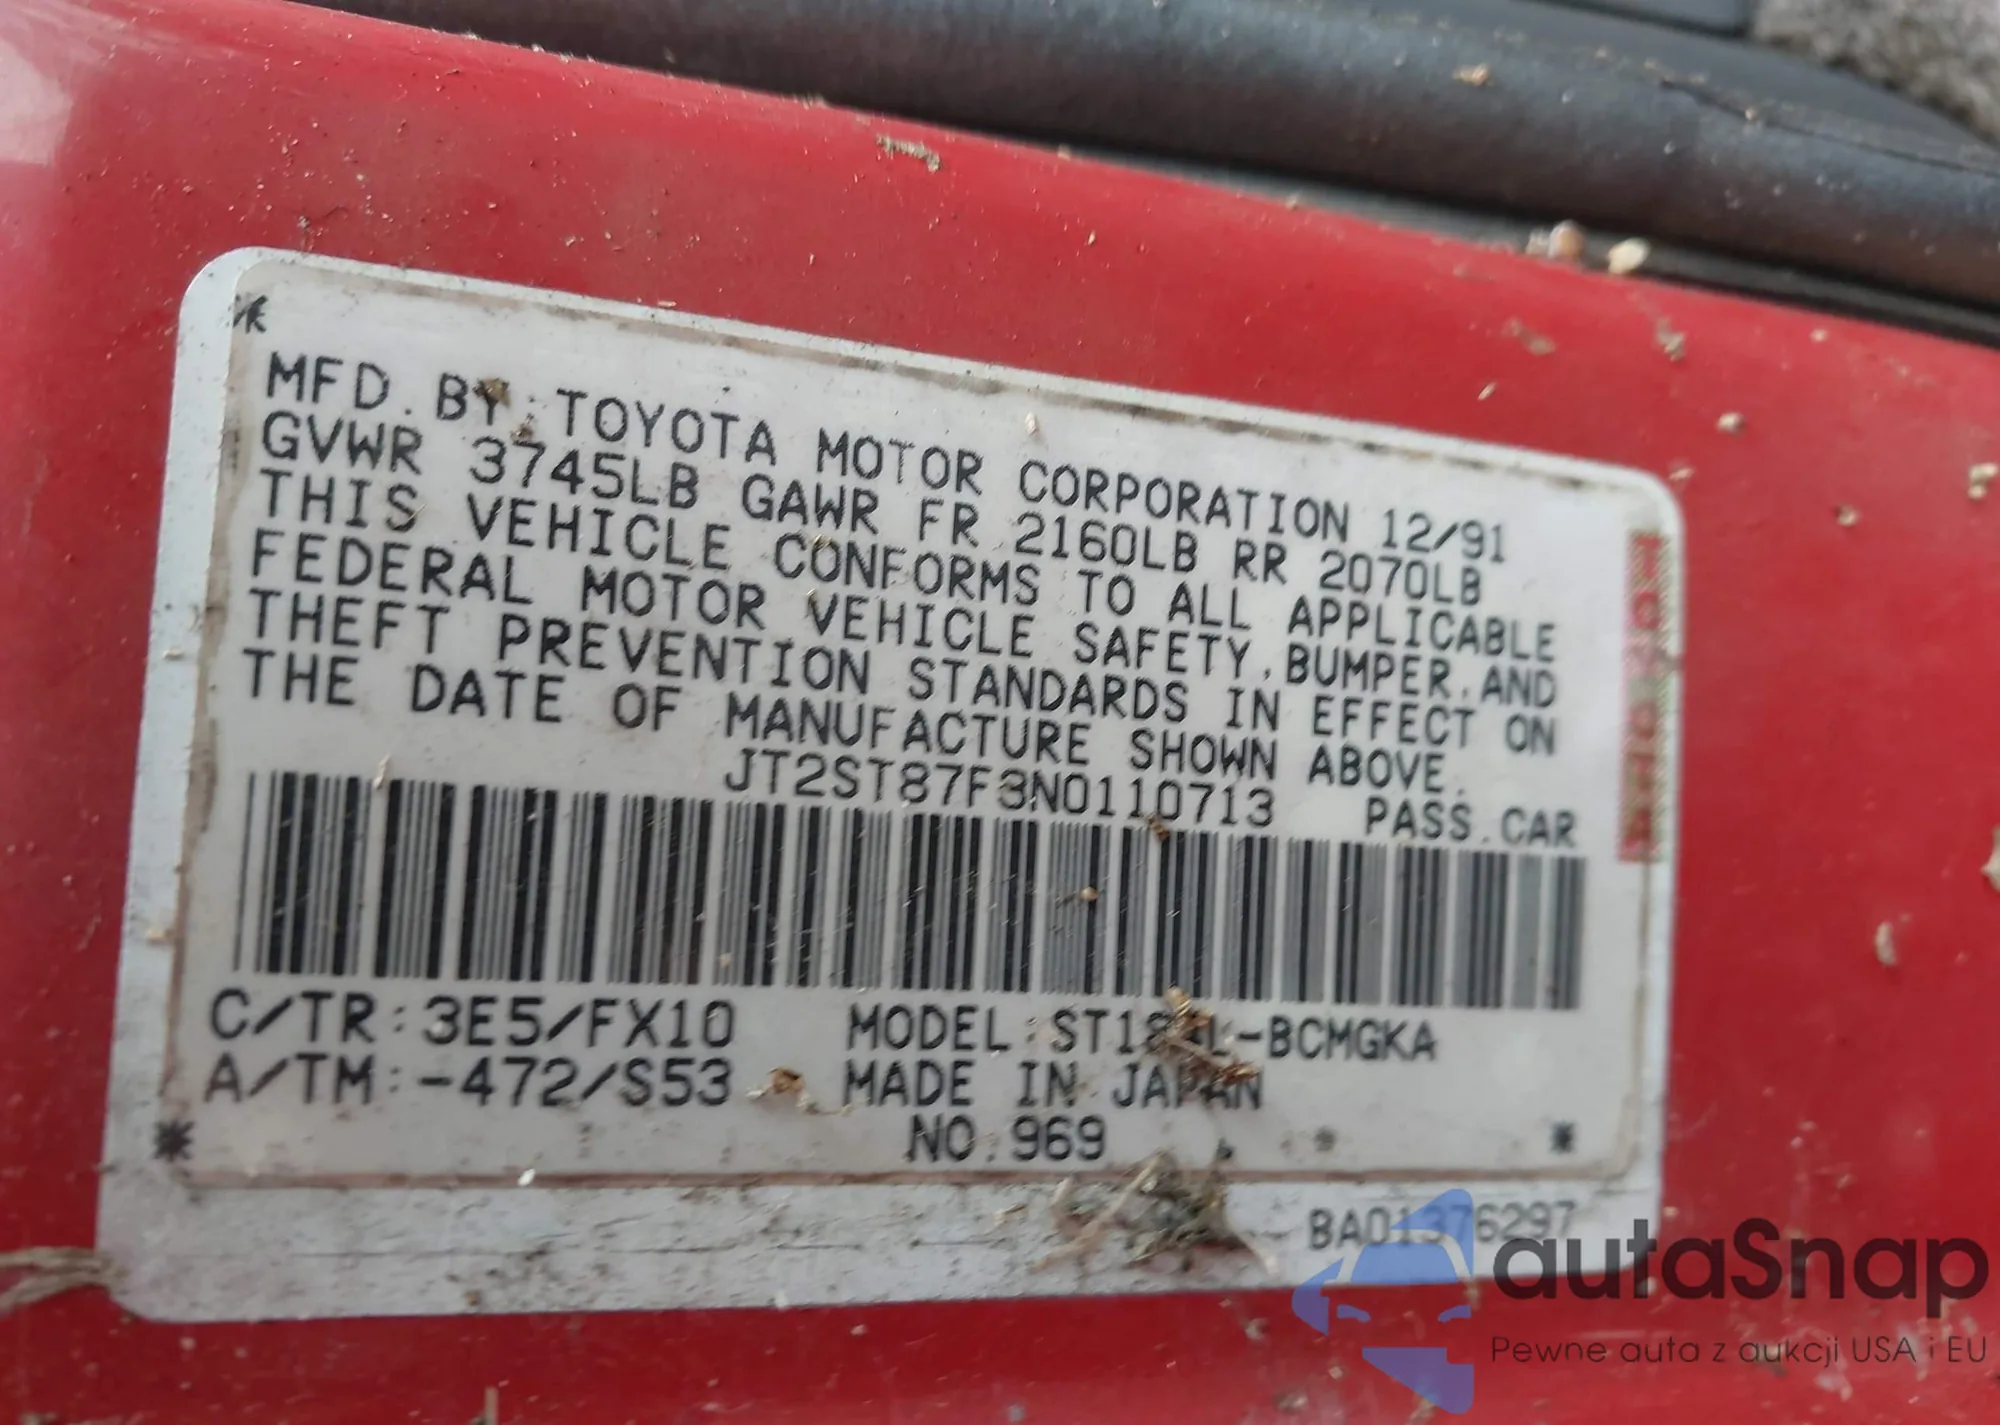 MFD. BY: TOYOTA MOTOR CORPORATION 12/91
GVWR 3745LB GAWR FR 2160LB RR 2070LB
THIS VEHICLE CONFORMS TO ALL APPLICABLE
FEDERAL MOTOR VEHICLE SAFETY, BUMPER, AND
THEFT PREVENTION STANDARDS IN EFFECT ON
THE DATE OF MANUFACTURE SHOWN ABOVE.
JT2ST87F3N0110713 PASS. CAR
C/TR: 3E5/FX10 MODEL:
A/TM: -472/S53 MADE IN JAPAN
NO. 969
BA01376297
autaSnap
Pewne auta z aukcji USA i EU